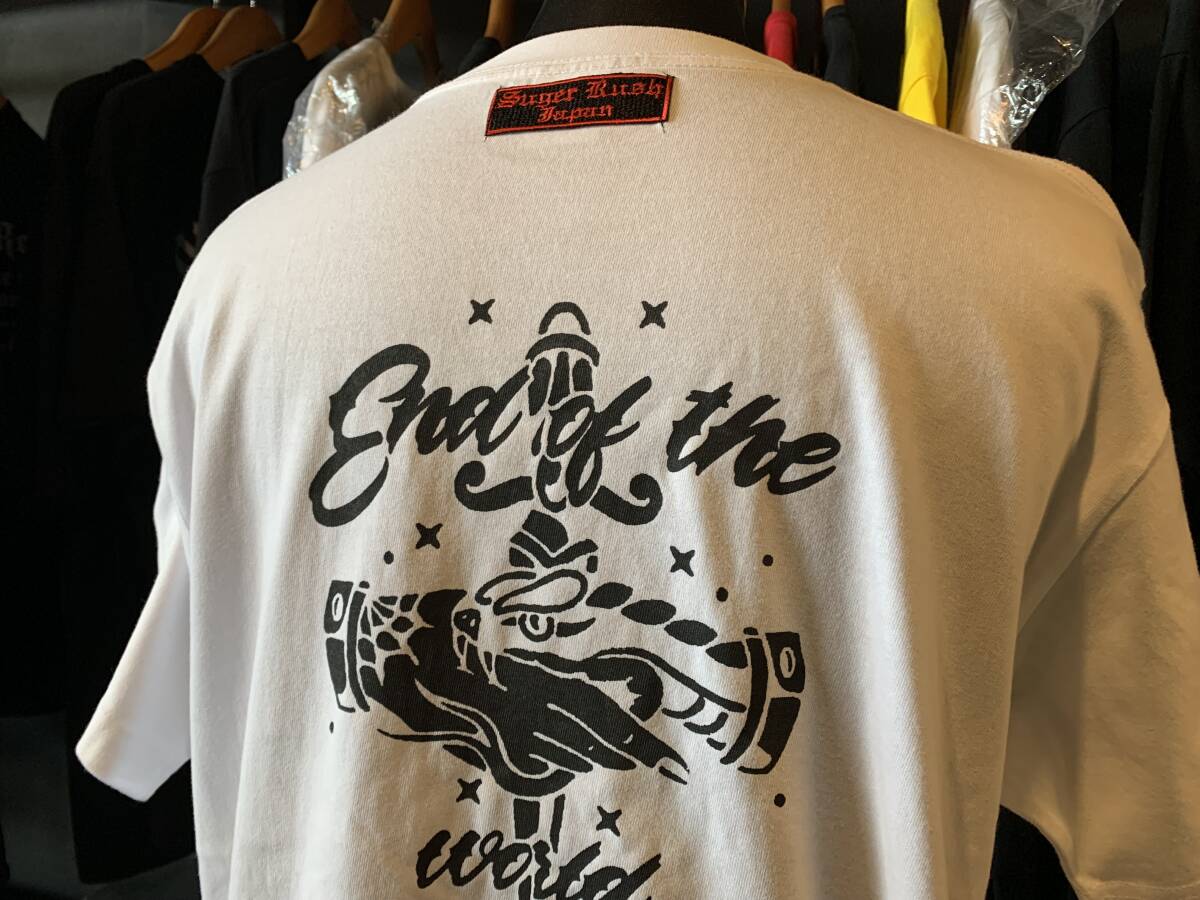 Suger Rush
Japan
End of the
world